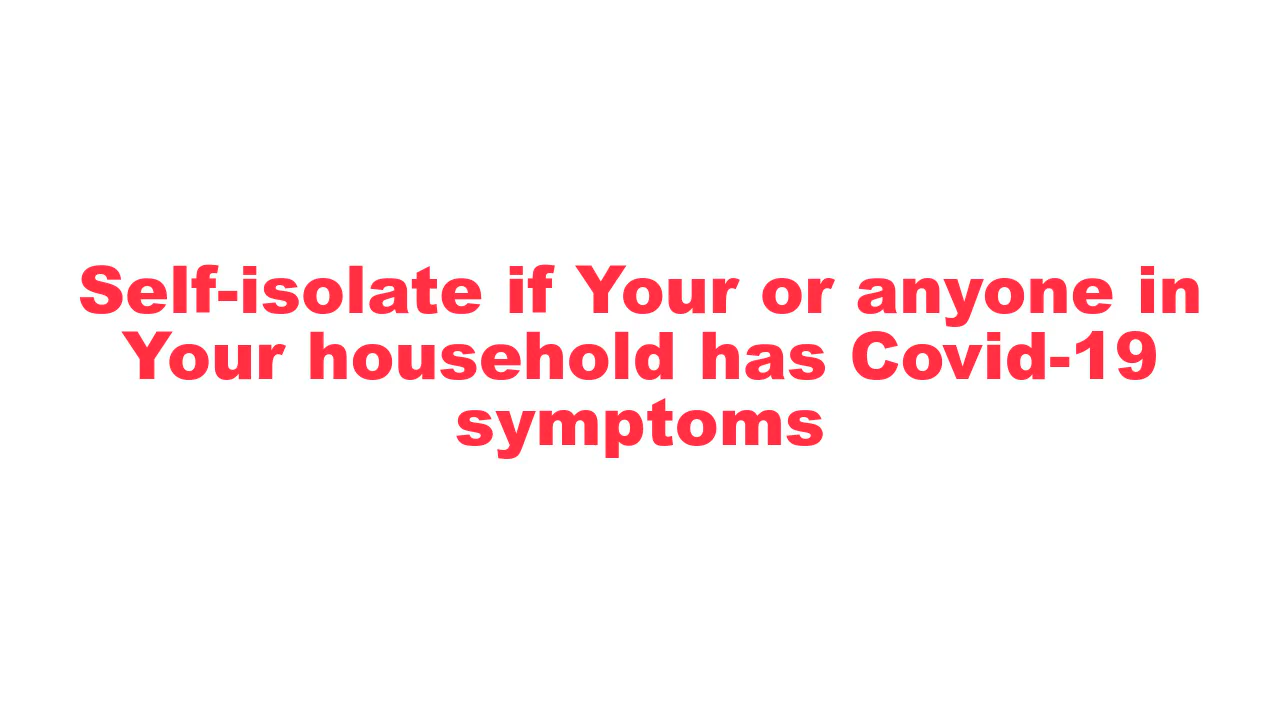 Self-isolate if Your or anyone in
Your household has Covid-19
symptoms